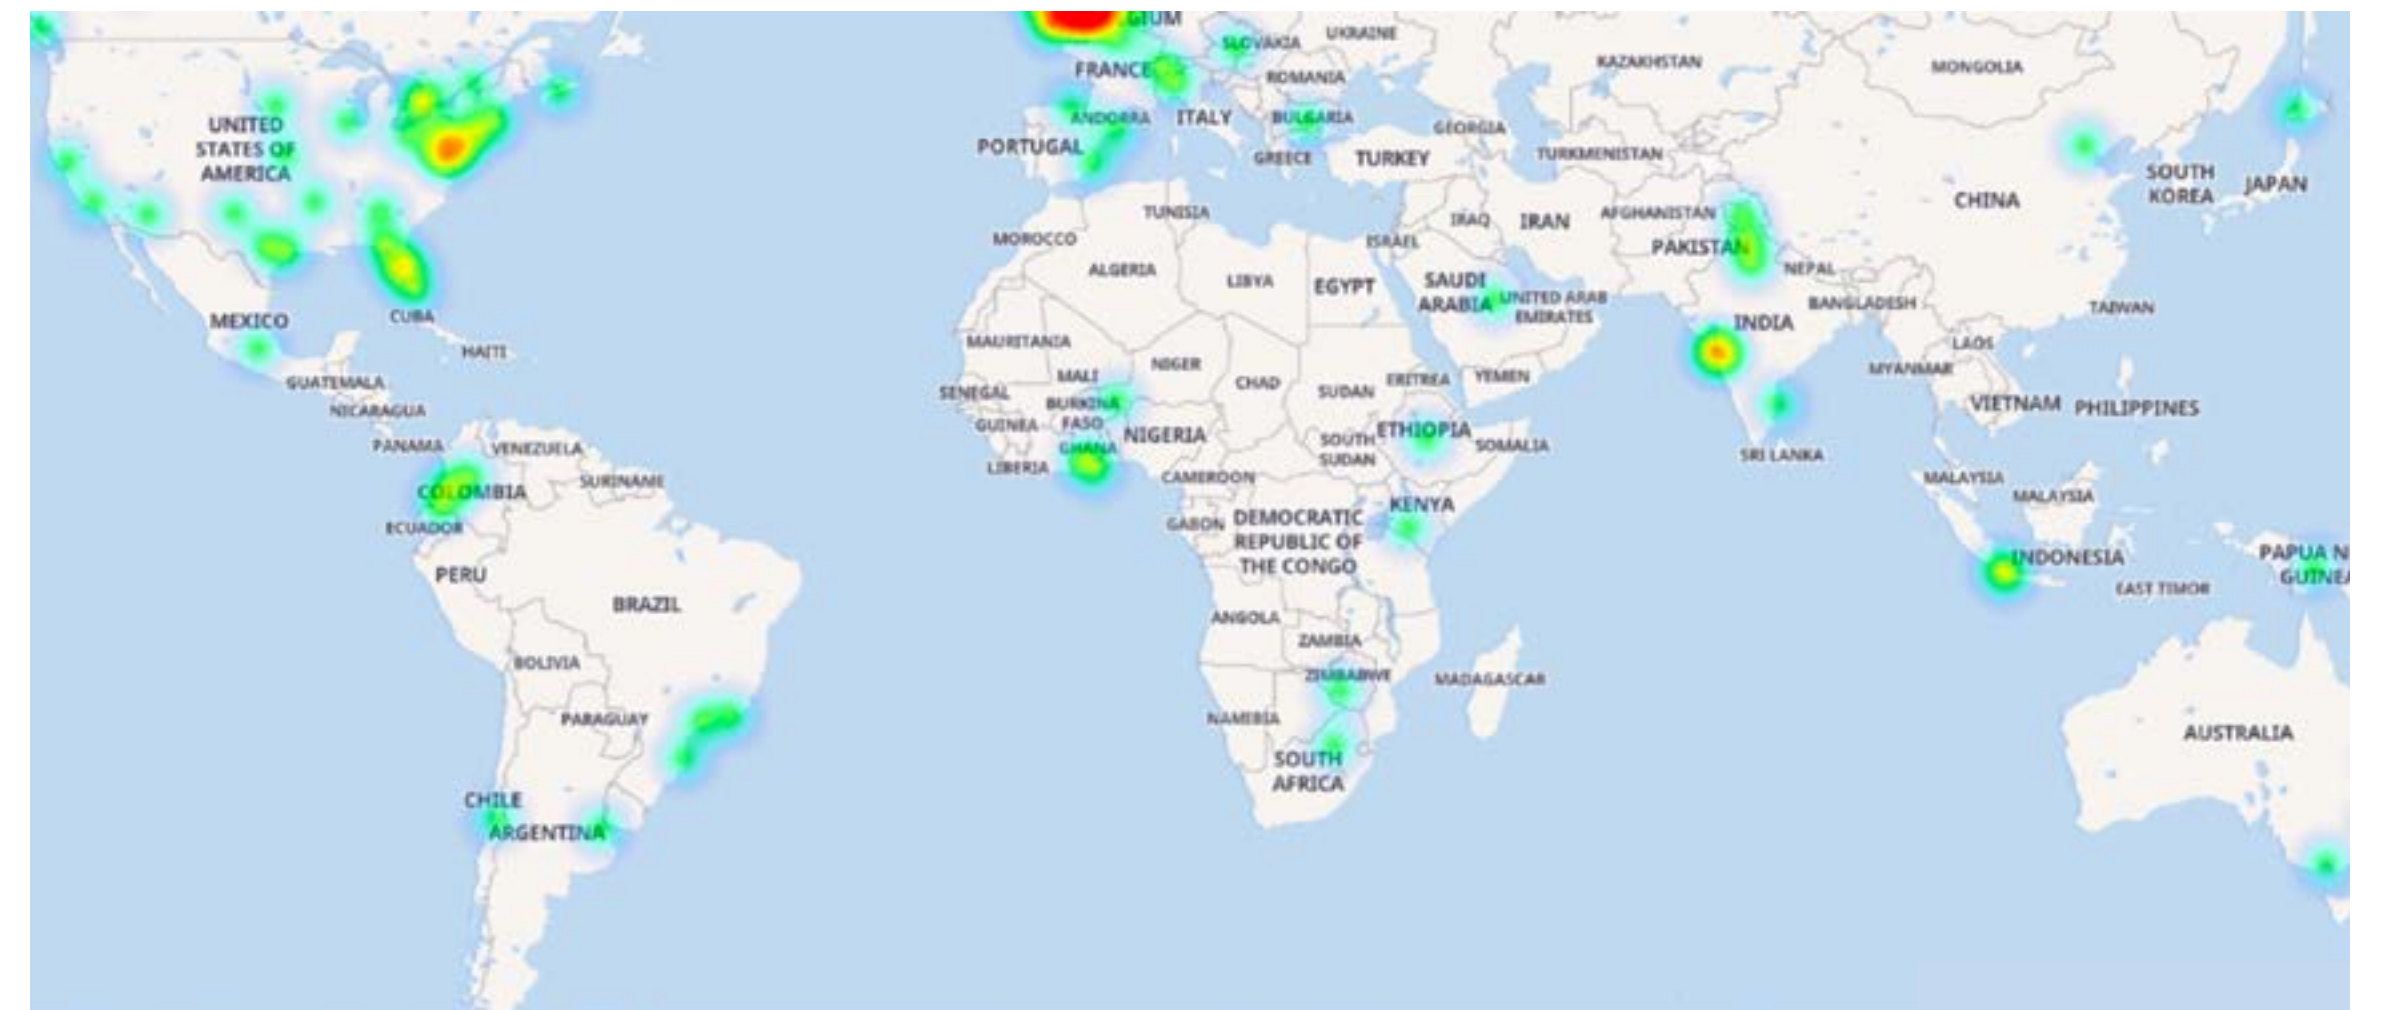 GIUM
SLOVAKIA
UKRAINE
FRANCE
ROMANIA
KAZAKHSTAN
MONGOLIA
UNITED
STATES OF
AMERICA
ANDORRA
ITALY
BULGARIA
GEORGIA
PORTUGAL
GREECE
TURKEY
TURKMENISTAN
SOUTH
KOREA
JAPAN
CHINA
TUNISIA
IRAQ
IRAN
AFGHANISTAN
MOROCCO
ISRAEL
PAKISTAN
ALGERIA
LIBYA
EGYPT
SAUDI
ARABIA
UNITED ARAB
EMIRATES
NEPAL
BANGLADESH
TAIWAN
MEXICO
CUBA
INDIA
HAITI
MAURITANIA
NIGER
LAOS
GUATEMALA
MALI
CHAD
SUDAN
ERITREA
YEMEN
MYANMAR
NICARAGUA
SENEGAL
BURKINA
FASO
VIETNAM
PHILIPPINES
GUINEA
NIGERIA
SOUTH
SUDAN
ETHIOPIA
SOMALIA
PANAMA
VENEZUELA
GHANA
SRI LANKA
LIBERIA
CAMEROON
COLOMBIA
SURINAME
MALAYSIA
MALAYSIA
ECUADOR
GABON
DEMOCRATIC
REPUBLIC OF
THE CONGO
KENYA
PERU
INDONESIA
PAPUA N
GUINEA
EAST TIMOR
BRAZIL
ANGOLA
ZAMBIA
BOLIVIA
ZIMBABWE
MADAGASCAR
PARAGUAY
NAMIBIA
AUSTRALIA
SOUTH
AFRICA
CHILE
ARGENTINA